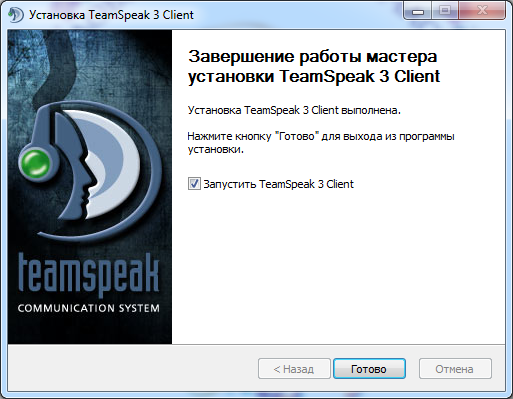 Установка TeamSpeak 3 Client
Завершение работы мастера
установки TeamSpeak 3 Client
Установка TeamSpeak 3 Client выполнена.
Нажмите кнопку "Готово" для выхода из программы
установки.
Запустить TeamSpeak 3 Client
teamspeak
COMMUNICATION SYSTEM
< Назад
Готово
Отмена